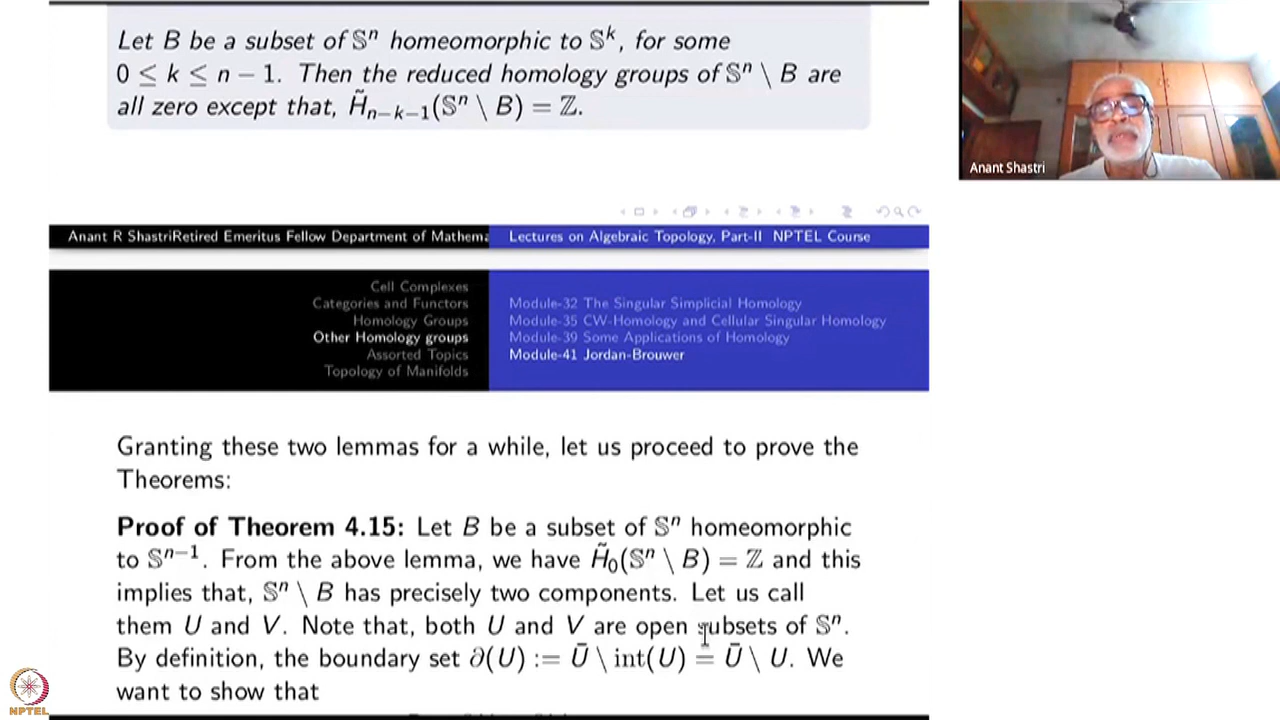 Let B be a subset of 𝕊ⁿ homeomorphic to 𝕊ᵏ, for some
0 ≤ k ≤ n − 1. Then the reduced homology groups of 𝕊ⁿ \ B are
all zero except that, H̃ₙ₋ₖ₋₁(𝕊ⁿ \ B) = ℤ.
Anant Shastri
Anant R ShastriRetired Emeritus Fellow Department of Mathema
Lectures on Algebraic Topology, Part-II NPTEL Course
Cell Complexes
Categories and Functors
Homology Groups
Other Homology groups
Assorted Topics
Topology of Manifolds
Module-32 The Singular Simplicial Homology
Module-35 CW-Homology and Cellular Singular Homology
Module-39 Some Applications of Homology
Module-41 Jordan-Brouwer
Granting these two lemmas for a while, let us proceed to prove the
Theorems:
Proof of Theorem 4.15: Let B be a subset of 𝕊ⁿ homeomorphic
to 𝕊ⁿ⁻¹. From the above lemma, we have H̃₀(𝕊ⁿ \ B) = ℤ and this
implies that, 𝕊ⁿ \ B has precisely two components. Let us call
them U and V. Note that, both U and V are open subsets of 𝕊ⁿ.
By definition, the boundary set ∂(U) := Ū \ int(U) = Ū \ U. We
want to show that
NPTEL